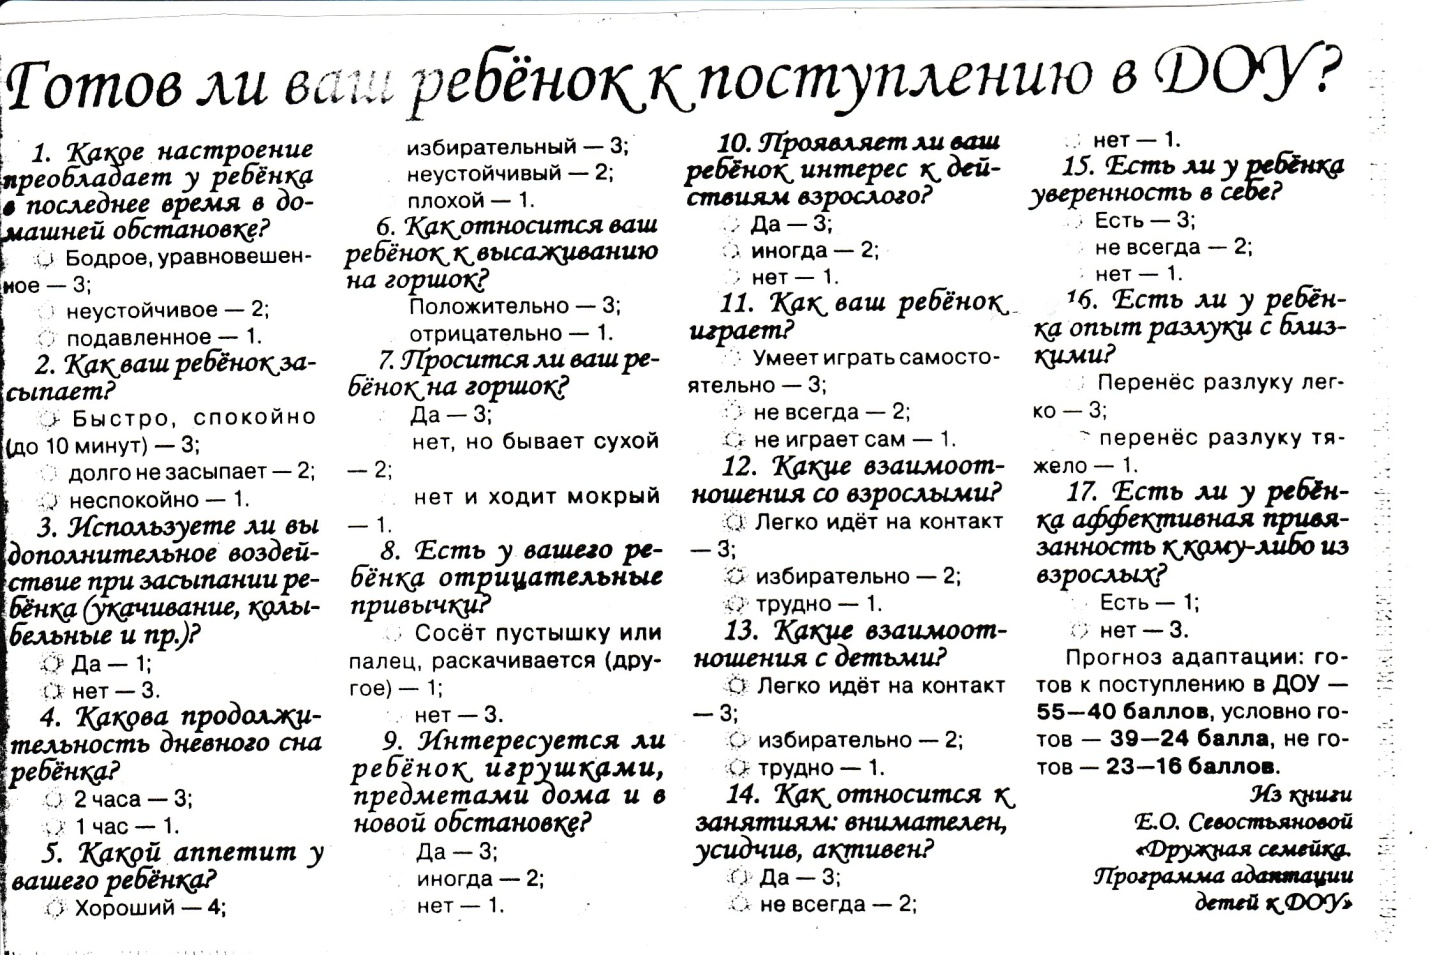 Готов ли ваш ребёнок к поступлению в ДОУ?
1. Какое настроение
преобладает у ребёнка
в последнее время в до-
машней обстановке?
Бодрое, уравновешен-
ное — 3;
неустойчивое — 2;
подавленное — 1.
2. Как ваш ребёнок за-
сыпает?
Быстро, спокойно
(до 10 минут) — 3;
долго не засыпает — 2;
неспокойно — 1.
3. Используете ли вы
дополнительное воздей-
ствие при засыпании ре-
бёнка (укачивание, колы-
бельные и пр.)?
Да — 1;
нет — 3.
4. Какова продолжи-
тельность дневного сна
ребёнка?
2 часа — 3;
1 час — 1.
5. Какой аппетит у
вашего ребёнка?
Хороший — 4;
избирательный — 3;
неустойчивый — 2;
плохой — 1.
6. Как относится ваш
ребёнок к высаживанию
на горшок?
Положительно — 3;
отрицательно — 1.
7. Просится ли ваш ре-
бёнок на горшок?
Да — 3;
нет, но бывает сухой
— 2;
нет и ходит мокрый
— 1.
8. Есть у вашего ре-
бёнка отрицательные
привычки?
Сосёт пустышку или
палец, раскачивается (дру-
гое) — 1;
нет — 3.
9. Интересуется ли
ребёнок игрушками,
предметами дома и в
новой обстановке?
Да — 3;
иногда — 2;
нет — 1.
10. Проявляет ли ваш
ребёнок интерес к дей-
ствиям взрослого?
Да — 3;
иногда — 2;
нет — 1.
11. Как ваш ребёнок
играет?
Умеет играть самосто-
ятельно — 3;
не всегда — 2;
не играет сам — 1.
12. Какие взаимоот-
ношения со взрослыми?
Легко идёт на контакт
— 3;
избирательно — 2;
трудно — 1.
13. Какие взаимоот-
ношения с детьми?
Легко идёт на контакт
— 3;
избирательно — 2;
трудно — 1.
14. Как относится к
занятиям: внимателен,
усидчив, активен?
Да — 3;
не всегда — 2;
нет — 1.
15. Есть ли у ребёнка
уверенность в себе?
Есть — 3;
не всегда — 2;
нет — 1.
16. Есть ли у ребён-
ка опыт разлуки с близ-
кими?
Перенёс разлуку лег-
ко — 3;
перенёс разлуку тя-
жело — 1.
17. Есть ли у ребён-
ка аффективная привя-
занность к кому-либо из
взрослых?
Есть — 1;
нет — 3.
Прогноз адаптации: го-
тов к поступлению в ДОУ —
55—40 баллов, условно го-
тов — 39—24 балла, не го-
тов — 23—16 баллов.
Из книги
Е.О. Севостьяновой
«Дружная семейка.
Программа адаптации
детей к ДОУ»